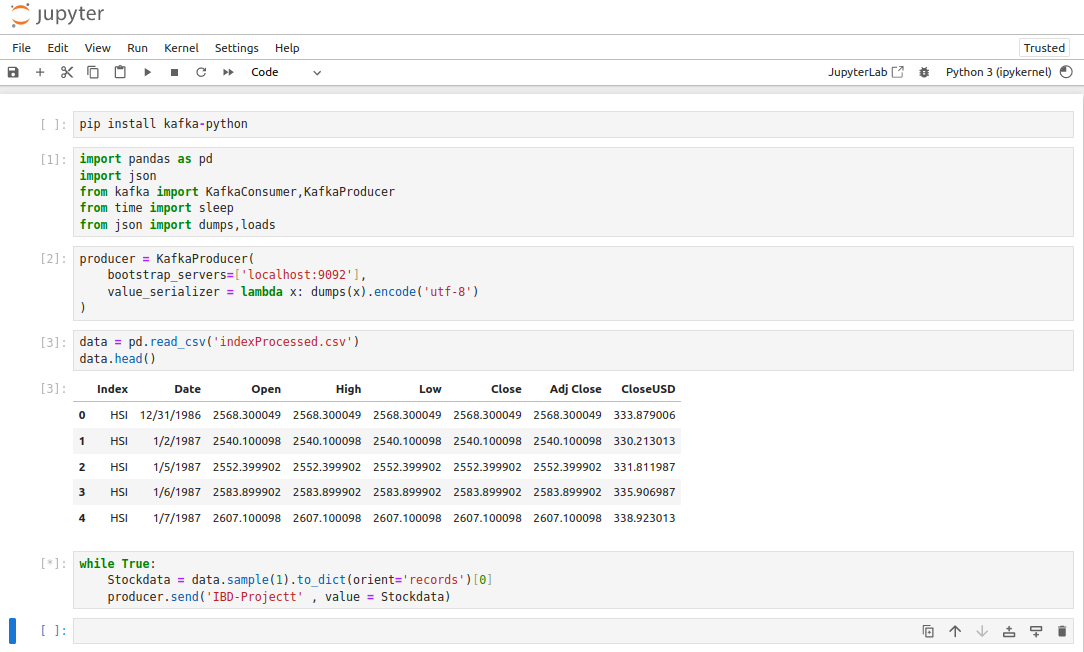 jupyter
File Edit View Run Kernel Settings Help Trusted
Code JupyterLab Python 3 (ipykernel)
[ ]: pip install kafka-python
[1]: import pandas as pd
import json
from kafka import KafkaConsumer,KafkaProducer
from time import sleep
from json import dumps,loads
[2]: producer = KafkaProducer(
    bootstrap_servers=['localhost:9092'],
    value_serializer = lambda x: dumps(x).encode('utf-8')
)
[3]: data = pd.read_csv('indexProcessed.csv')
data.head()
[3]: Index Date Open High Low Close Adj Close CloseUSD
0 HSI 12/31/1986 2568.300049 2568.300049 2568.300049 2568.300049 2568.300049 333.879006
1 HSI 1/2/1987 2540.100098 2540.100098 2540.100098 2540.100098 2540.100098 330.213013
2 HSI 1/5/1987 2552.399902 2552.399902 2552.399902 2552.399902 2552.399902 331.811987
3 HSI 1/6/1987 2583.899902 2583.899902 2583.899902 2583.899902 2583.899902 335.906987
4 HSI 1/7/1987 2607.100098 2607.100098 2607.100098 2607.100098 2607.100098 338.923013
[*]: while True:
    Stockdata = data.sample(1).to_dict(orient='records')[0]
    producer.send('IBD-Projectt' , value = Stockdata)
[ ]: